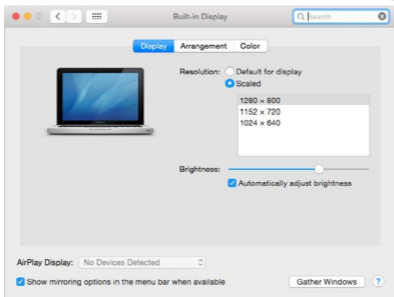 Built-in Display
Search
Display Arrangement Color
Resolution: Default for display
Scaled
1280 × 800
1152 × 720
1024 × 640
Brightness:
Automatically adjust brightness
AirPlay Display: No Devices Detected
Show mirroring options in the menu bar when available
Gather Windows ?